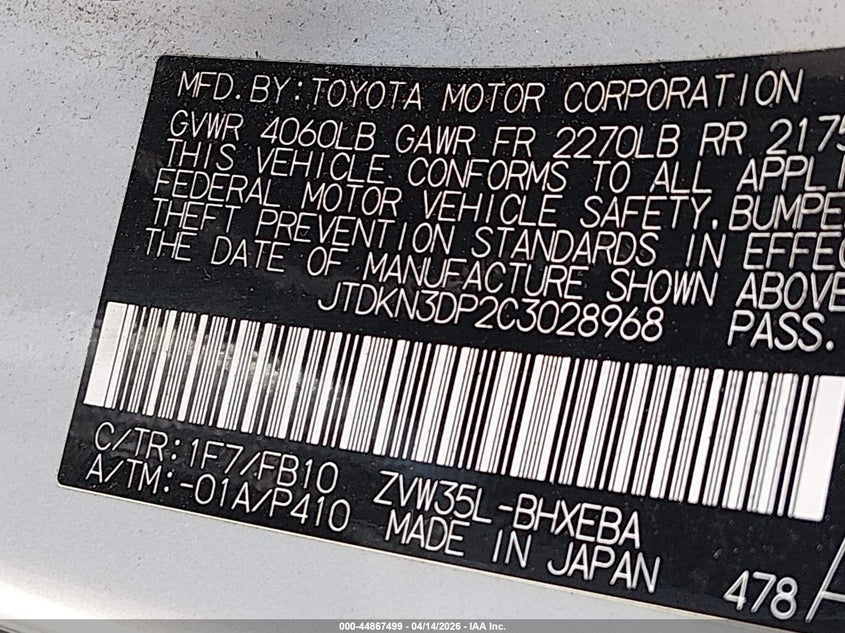 MFD. BY: TOYOTA MOTOR CORPORATION
GVWR 4060LB GAWR FR 2270LB RR 2175
THIS VEHICLE CONFORMS TO ALL APPLI
FEDERAL MOTOR VEHICLE SAFETY, BUMPE
THEFT PREVENTION STANDARDS IN EFFEC
THE DATE OF MANUFACTURE SHOWN ABOVE
JTDKN3DP2C3028968 PASS.
C/TR: 1F7/FB10 ZVW35L-BHXEBA
A/TM: -01A/P410 MADE IN JAPAN 478
000-44867499 - 04/14/2026 - IAA Inc.